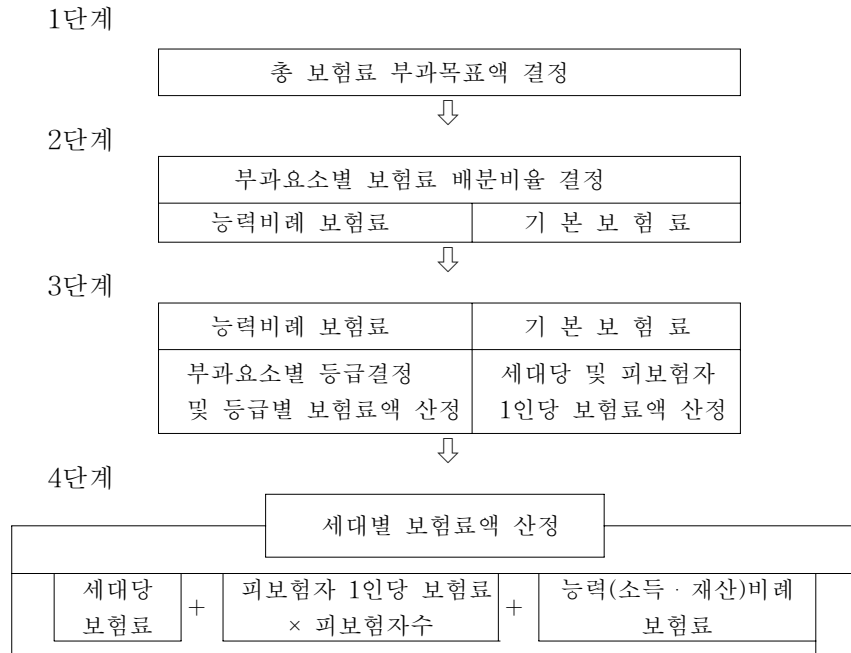 1단계
총 보험료 부과목표액 결정
⇩
2단계
부과요소별 보험료 배분비율 결정
능력비례 보험료
기 본 보 험 료
⇩
3단계
능력비례 보험료
기 본 보 험 료
부과요소별 등급결정
및 등급별 보험료액 산정
세대당 및 피보험자
1인당 보험료액 산정
⇩
4단계
세대별 보험료액 산정
세대당
보험료
+
피보험자 1인당 보험료
× 피보험자수
+
능력(소득 · 재산)비례
보험료